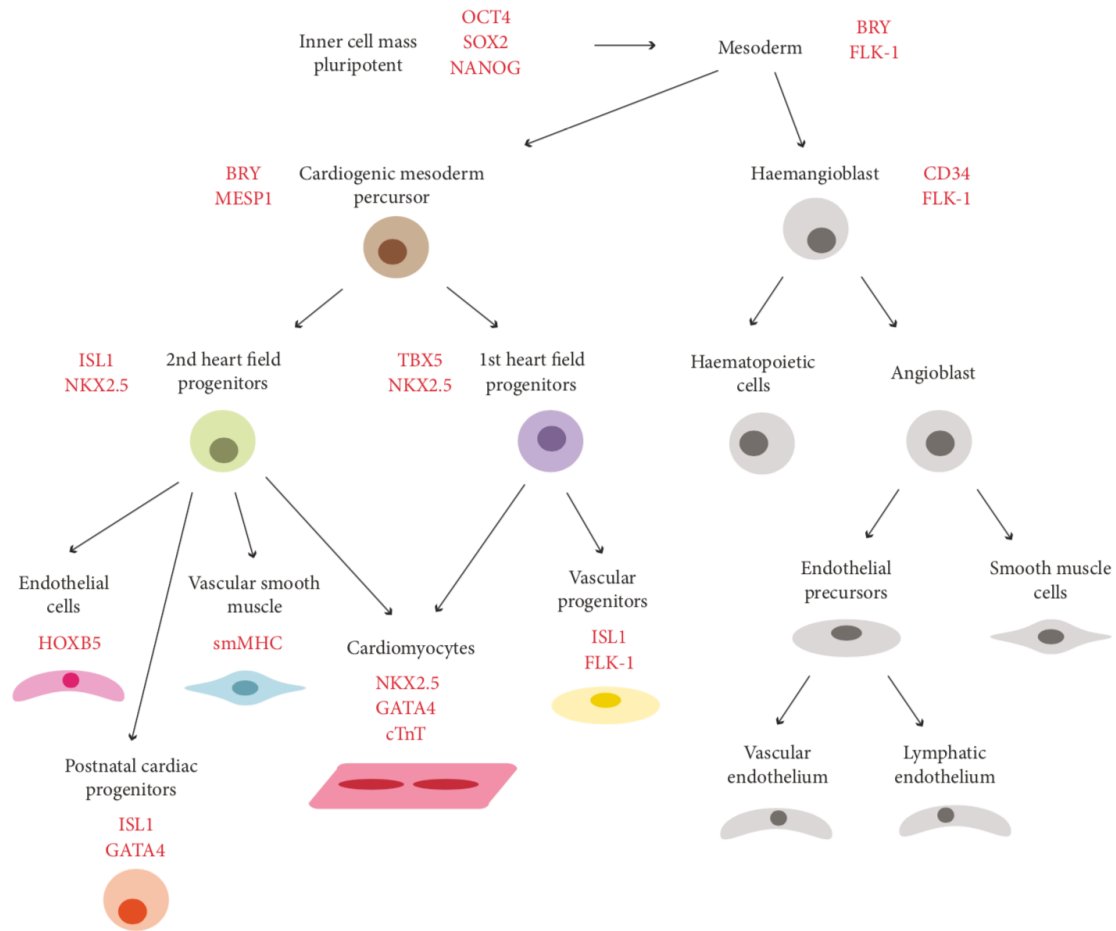 Inner cell mass
pluripotent
OCT4
SOX2
NANOG
Mesoderm
BRY
FLK-1
BRY
MESP1
Cardiogenic mesoderm
percursor
Haemangioblast
CD34
FLK-1
ISL1
NKX2.5
2nd heart field
progenitors
TBX5
NKX2.5
1st heart field
progenitors
Haematopoietic
cells
Angioblast
Endothelial
cells
HOXB5
Vascular smooth
muscle
smMHC
Cardiomyocytes
NKX2.5
GATA4
cTnT
Vascular
progenitors
ISL1
FLK-1
Endothelial
precursors
Smooth muscle
cells
Postnatal cardiac
progenitors
ISL1
GATA4
Vascular
endothelium
Lymphatic
endothelium